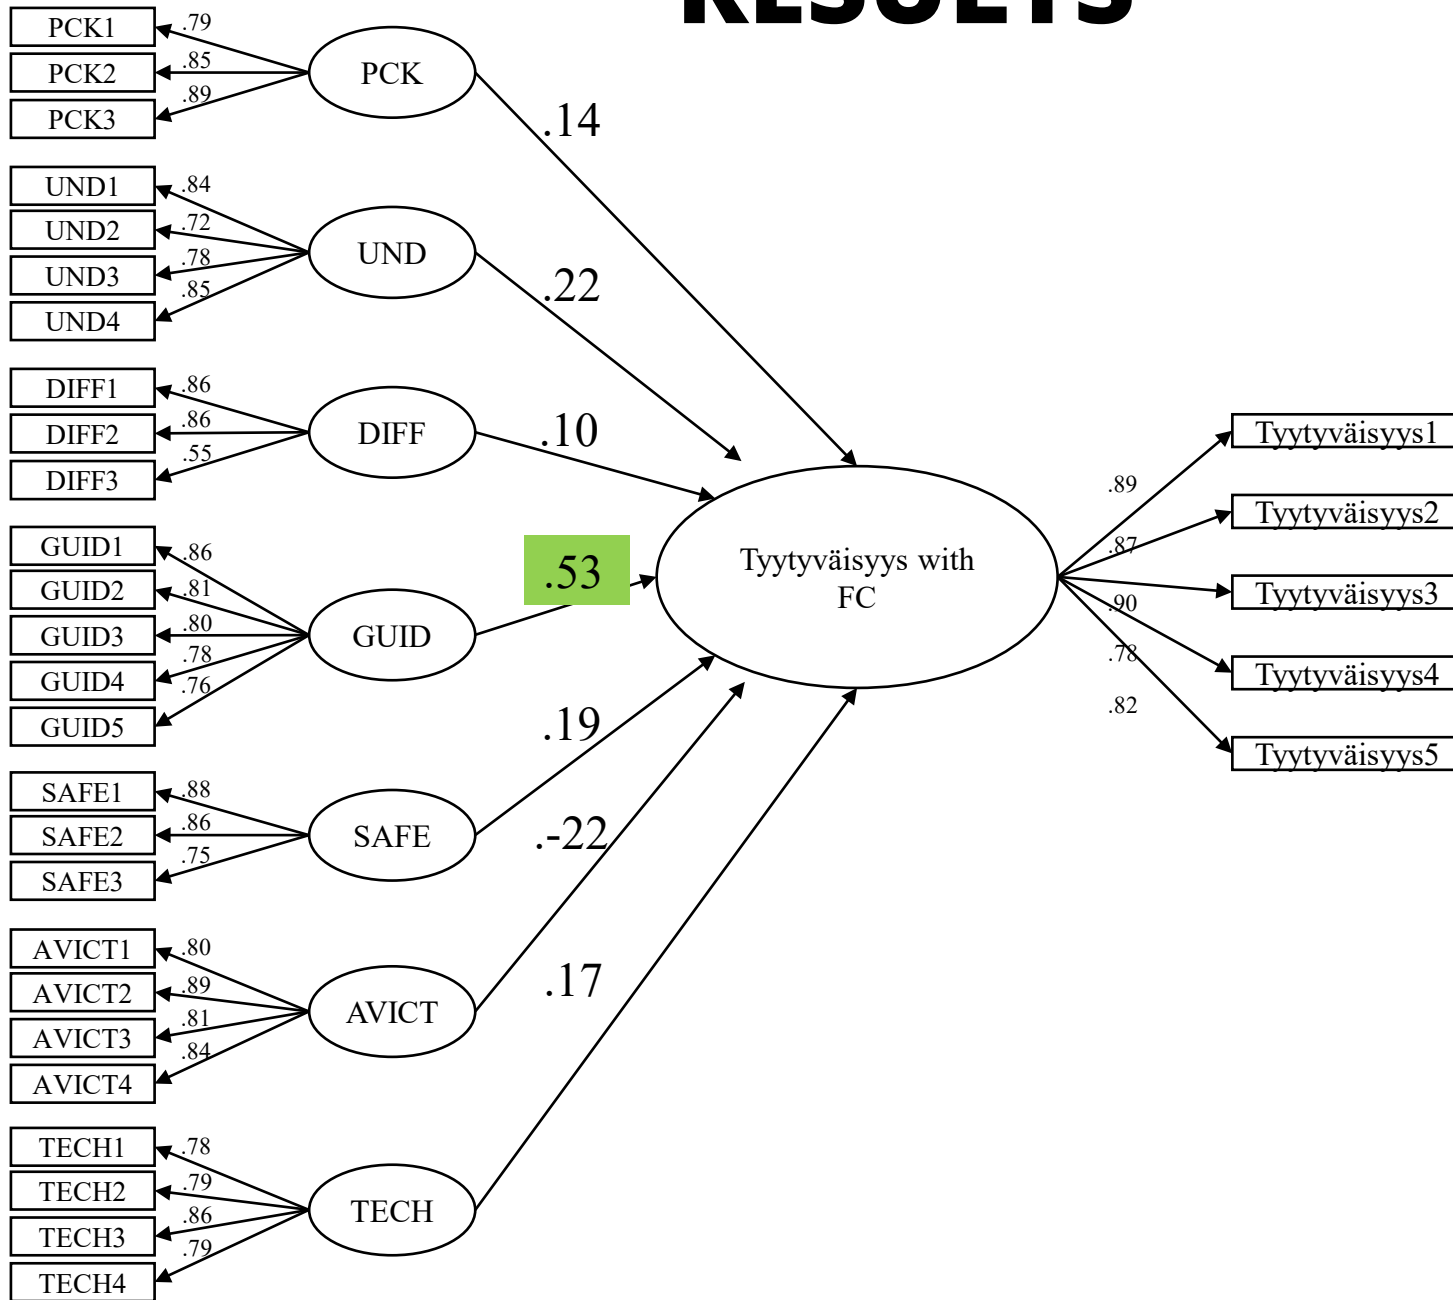 RESULTS
PCK1
.79
PCK2
.85
PCK3
.89
PCK
.14
UND1
.84
UND2
.72
UND3
.78
UND4
.85
UND
.22
DIFF1
.86
DIFF2
.86
DIFF3
.55
DIFF
.10
GUID1
.86
GUID2
.81
GUID3
.80
GUID4
.78
GUID5
.76
GUID
.53
SAFE1
.88
SAFE2
.86
SAFE3
.75
SAFE
.19
AVICT1
.80
AVICT2
.89
AVICT3
.81
AVICT4
.84
AVICT
.-22
TECH1
.78
TECH2
.79
TECH3
.86
TECH4
.79
TECH
.17
Tyytyväisyys with
FC
.89
Tyytyväisyys1
.87
Tyytyväisyys2
.90
Tyytyväisyys3
.78
Tyytyväisyys4
.82
Tyytyväisyys5